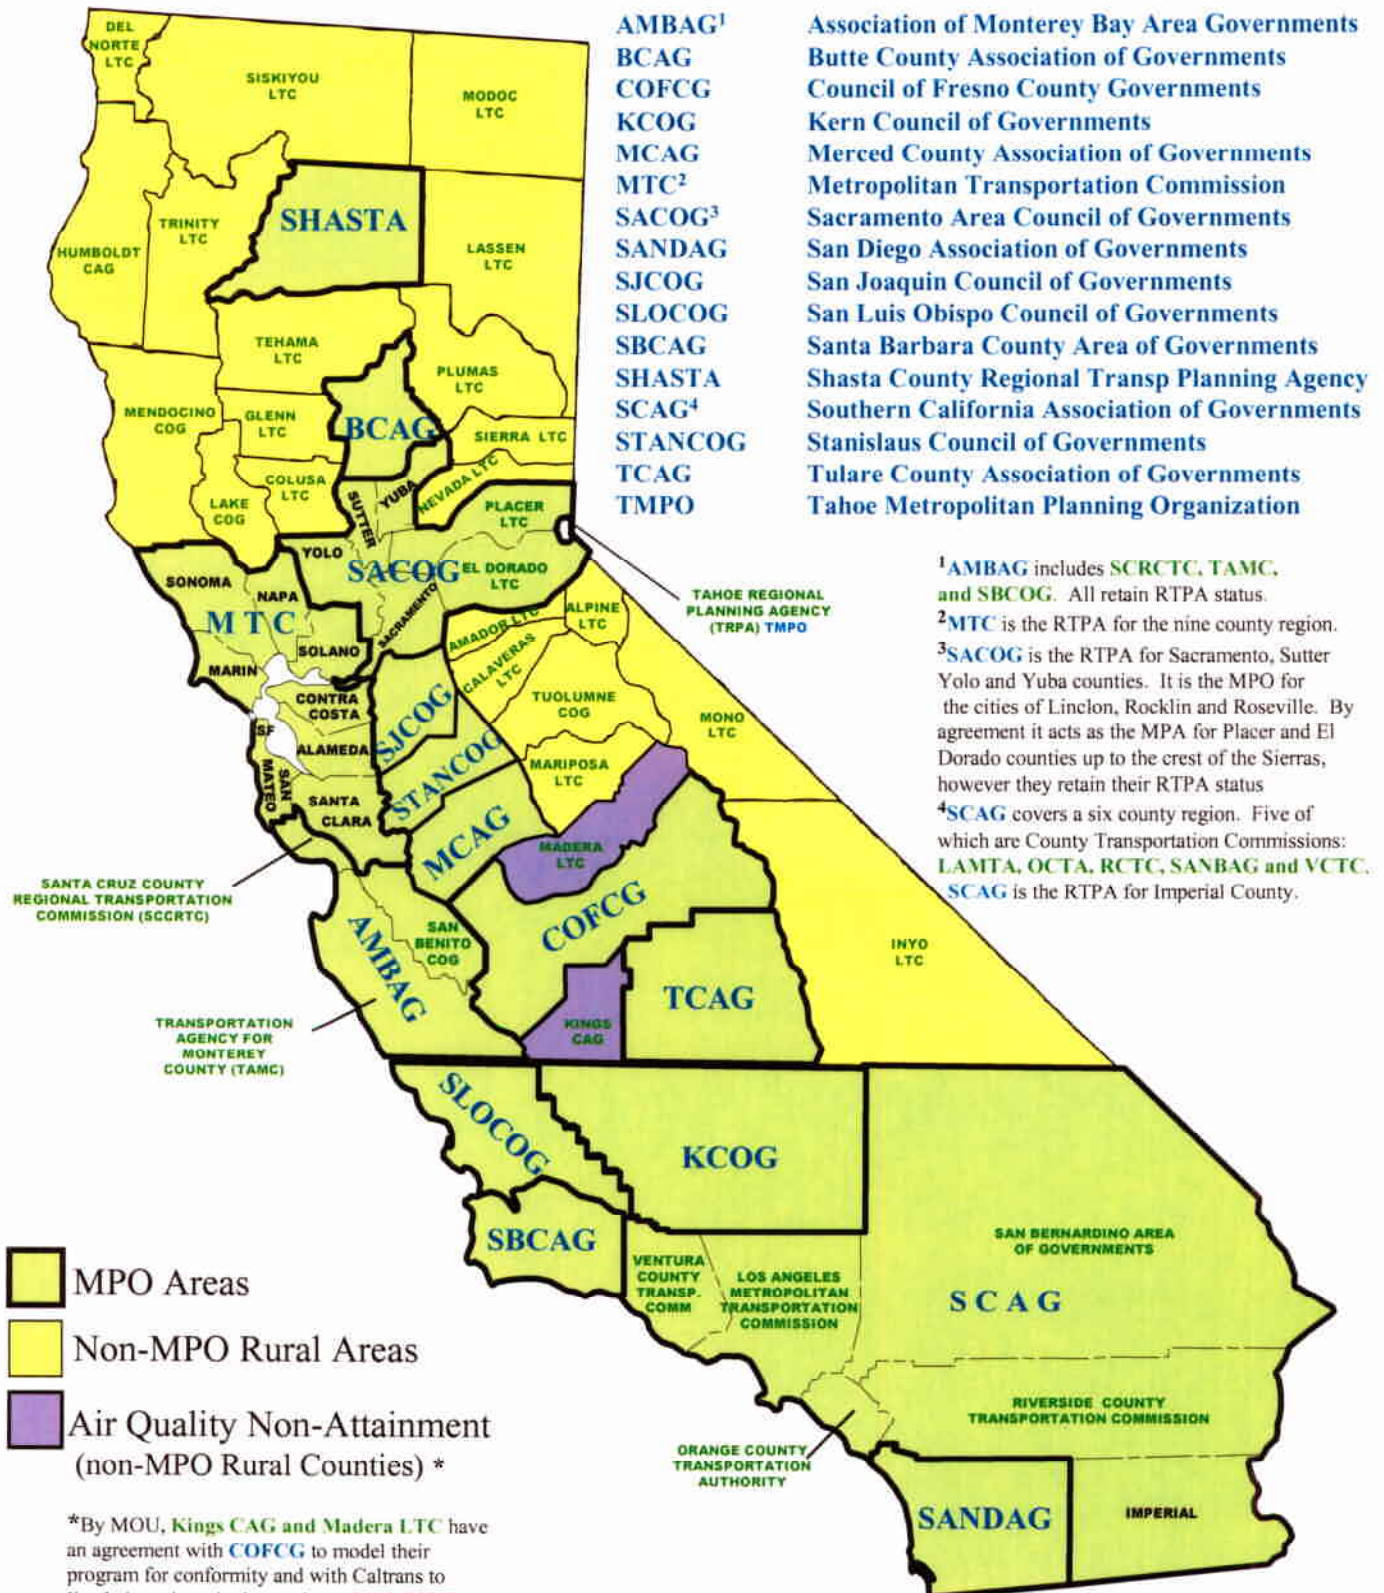 AMBAG¹ Association of Monterey Bay Area Governments
BCAG Butte County Association of Governments
COFCG Council of Fresno County Governments
KCOG Kern Council of Governments
MCAG Merced County Association of Governments
MTC² Metropolitan Transportation Commission
SACOG³ Sacramento Area Council of Governments
SANDAG San Diego Association of Governments
SJCOG San Joaquin Council of Governments
SLOCOG San Luis Obispo Council of Governments
SBCAG Santa Barbara County Area of Governments
SHASTA Shasta County Regional Transp Planning Agency
SCAG⁴ Southern California Association of Governments
STANCOG Stanislaus Council of Governments
TCAG Tulare County Association of Governments
TMPO Tahoe Metropolitan Planning Organization
¹AMBAG includes SCRCTC, TAMC,
and SBCOG. All retain RTPA status.
²MTC is the RTPA for the nine county region.
³SACOG is the RTPA for Sacramento, Sutter
Yolo and Yuba counties. It is the MPO for
the cities of Linclon, Rocklin and Roseville. By
agreement it acts as the MPA for Placer and El
Dorado counties up to the crest of the Sierras,
however they retain their RTPA status
⁴SCAG covers a six county region. Five of
which are County Transportation Commissions:
LAMTA, OCTA, RCTC, SANBAG and VCTC.
SCAG is the RTPA for Imperial County.
DEL
NORTE
LTC
SISKIYOU
LTC
MODOC
LTC
SHASTA
TRINITY
LTC
HUMBOLDT
CAG
LASSEN
LTC
TEHAMA
LTC
PLUMAS
LTC
MENDOCINO
COG
GLENN
LTC
BCAG
SIERRA LTC
COLUSA
LTC
LAKE
COG
SUTTER
YUBA
NEVADA LTC
PLACER
LTC
YOLO
SACOG
EL DORADO
LTC
SACRAMENTO
SONOMA
NAPA
MTC
SOLANO
MARIN
CONTRA
COSTA
SF
ALAMEDA
SAN
MATEO
SANTA
CLARA
TAHOE REGIONAL
PLANNING AGENCY
(TRPA) TMPO
AMADOR LTC
ALPINE
LTC
CALAVERAS
LTC
TUOLUMNE
COG
MONO
LTC
SJCOG
STANCOG
MARIPOSA
LTC
MCAG
MADERA
LTC
SANTA CRUZ COUNTY
REGIONAL TRANSPORTATION
COMMISSION (SCCRTC)
AMBAG
SAN
BENITO
COG
COFCG
INYO
LTC
TCAG
KINGS
CAG
TRANSPORTATION
AGENCY FOR
MONTEREY
COUNTY (TAMC)
SLOCOG
KCOG
SBCAG
VENTURA
COUNTY
TRANSP.
COMM
LOS ANGELES
METROPOLITAN
TRANSPORTATION
COMMISSION
SAN BERNARDINO AREA
OF GOVERNMENTS
SCAG
RIVERSIDE COUNTY
TRANSPORTATION COMMISSION
ORANGE COUNTY
TRANSPORTATION
AUTHORITY
SANDAG
IMPERIAL
MPO Areas
Non-MPO Rural Areas
Air Quality Non-Attainment
(non-MPO Rural Counties) *
*By MOU, Kings CAG and Madera LTC have
an agreement with COFCG to model their
program for conformity and with Caltrans to